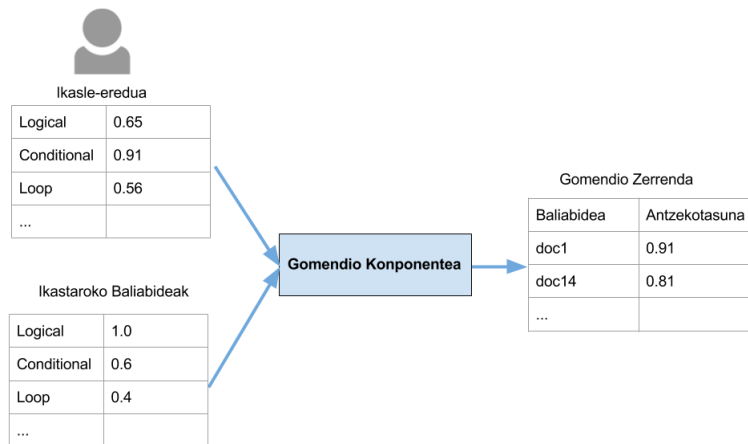 Ikasle-eredua
Logical 0.65
Conditional 0.91
Loop 0.56
...
Ikastaroko Baliabideak
Logical 1.0
Conditional 0.6
Loop 0.4
...
Gomendio Konponentea
Gomendio Zerrenda
Baliabidea Antzekotasuna
doc1 0.91
doc14 0.81
...